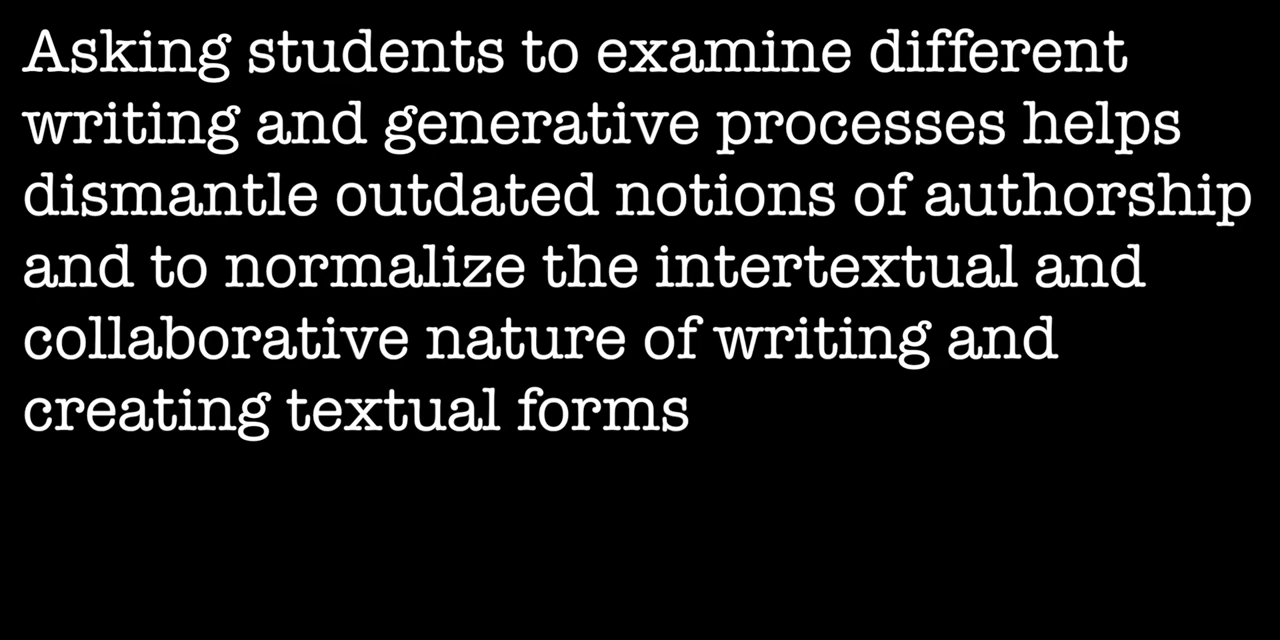 Asking students to examine different
writing and generative processes helps
dismantle outdated notions of authorship
and to normalize the intertextual and
collaborative nature of writing and
creating textual forms